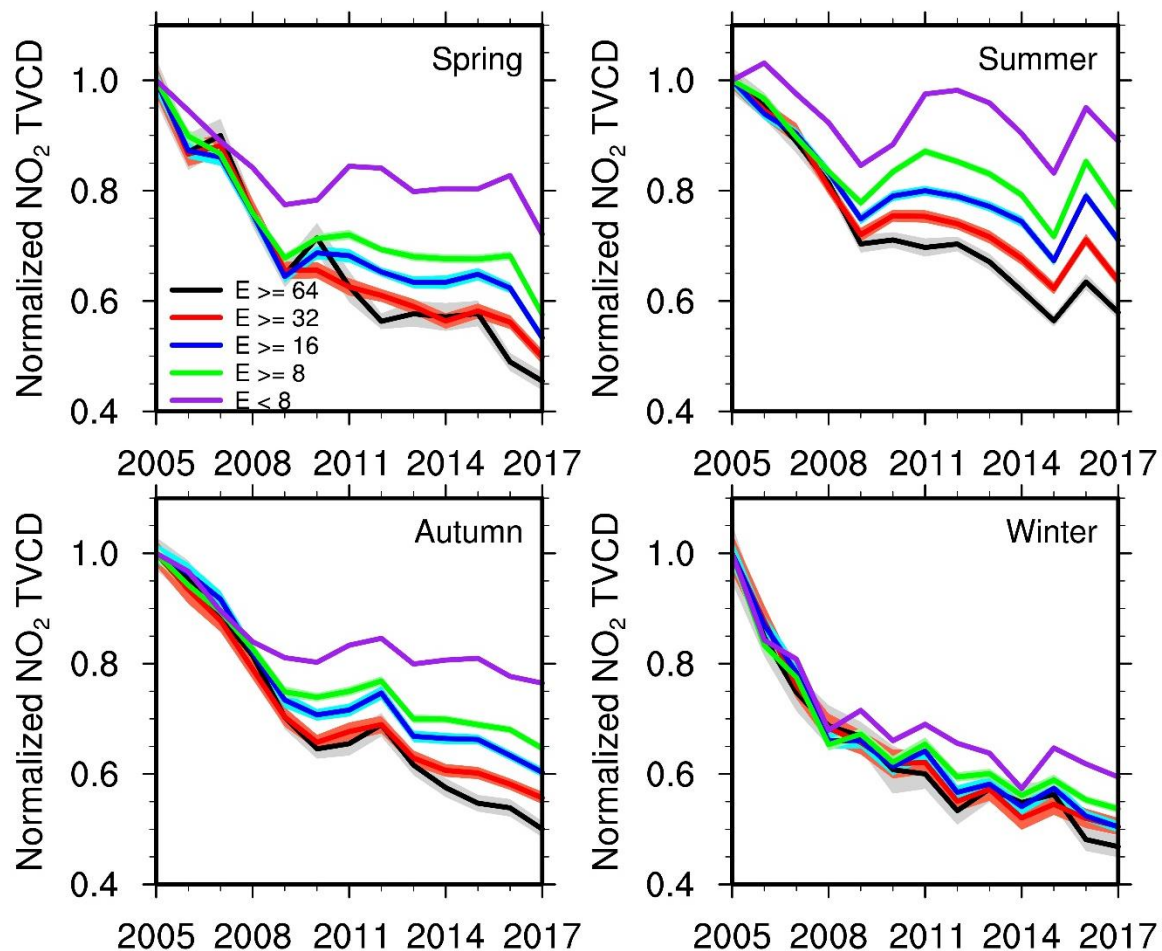 Normalized NO₂ TVCD
Spring
1.0
0.8
0.6
0.4
E >= 64
E >= 32
E >= 16
E >= 8
E < 8
2005 2008 2011 2014 2017
Normalized NO₂ TVCD
Summer
1.0
0.8
0.6
0.4
2005 2008 2011 2014 2017
Normalized NO₂ TVCD
Autumn
1.0
0.8
0.6
0.4
2005 2008 2011 2014 2017
Normalized NO₂ TVCD
Winter
1.0
0.8
0.6
0.4
2005 2008 2011 2014 2017